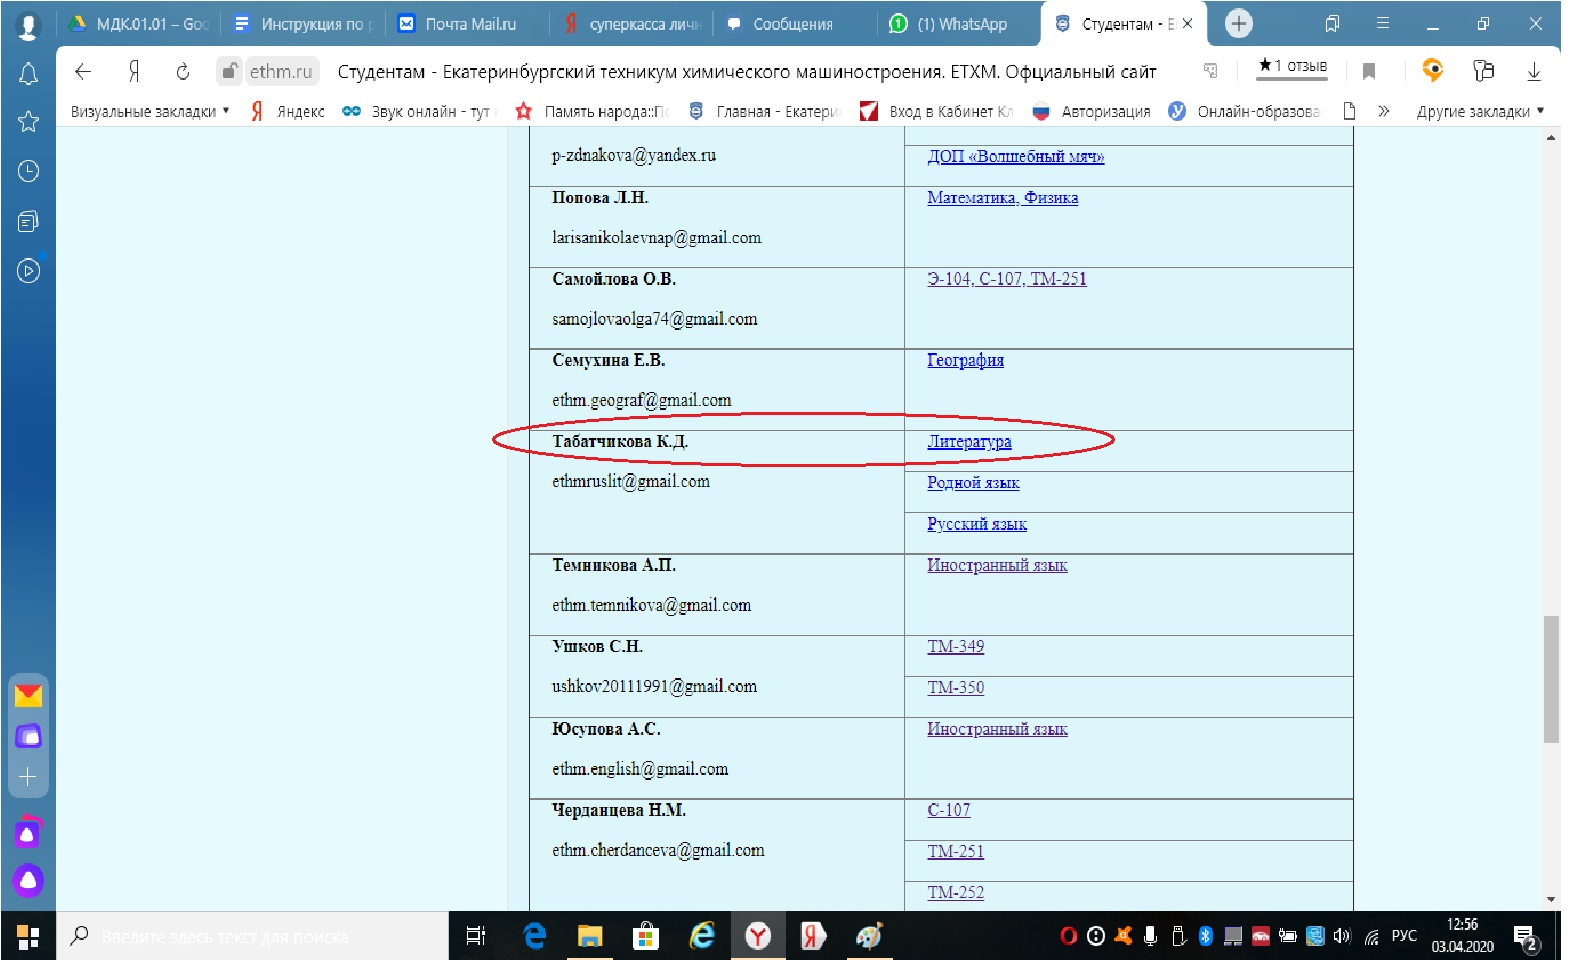 МДК.01.01 – Goo
Инструкция по р
Почта Mail.ru
суперкасса личн
Сообщения
(1) WhatsApp
Студентам - Е
ethm.ru
Студентам - Екатеринбургский техникум химического машиностроения. ЕТХМ. Офциальный сайт
★1 отзыв
Визуальные закладки
Яндекс
Звук онлайн - тут
Память народа::По
Главная - Екатери
Вход в Кабинет Кл
Авторизация
Онлайн-образова
»
Другие закладки
p-zdnakova@yandex.ru
ДОП «Волшебный мяч»
Попова Л.Н.
Математика, Физика
larisanikolaevnap@gmail.com
Самойлова О.В.
Э-104, С-107, ТМ-251
samojlovaolga74@gmail.com
Семухина Е.В.
География
ethm.geograf@gmail.com
Табатчикова К.Д.
Литература
ethmruslit@gmail.com
Родной язык
Русский язык
Темникова А.П.
Иностранный язык
ethm.temnikova@gmail.com
Ушков С.Н.
ТМ-349
ushkov20111991@gmail.com
ТМ-350
Юсупова А.С.
Иностранный язык
ethm.english@gmail.com
Черданцева Н.М.
С-107
ethm.cherdanceva@gmail.com
ТМ-251
ТМ-252
Введите здесь текст для поиска
РУС
12:56
03.04.2020
2